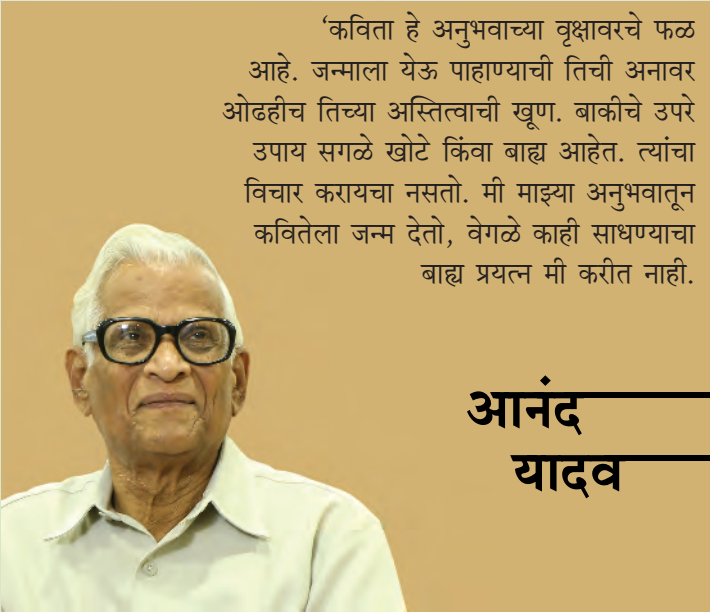 ‘कविता हे अनुभवाच्या वृक्षावरचे फळ
आहे. जन्माला येऊ पाहाण्याची तिची अनावर
ओढहीच तिच्या अस्तित्वाची खूण. बाकीचे उपरे
उपाय सगळे खोटे किंवा बाह्य आहेत. त्यांचा
विचार करायचा नसतो. मी माझ्या अनुभवातून
कवितेला जन्म देतो, वेगळे काही साधण्याचा
बाह्य प्रयत्न मी करीत नाही.
आनंद
यादव